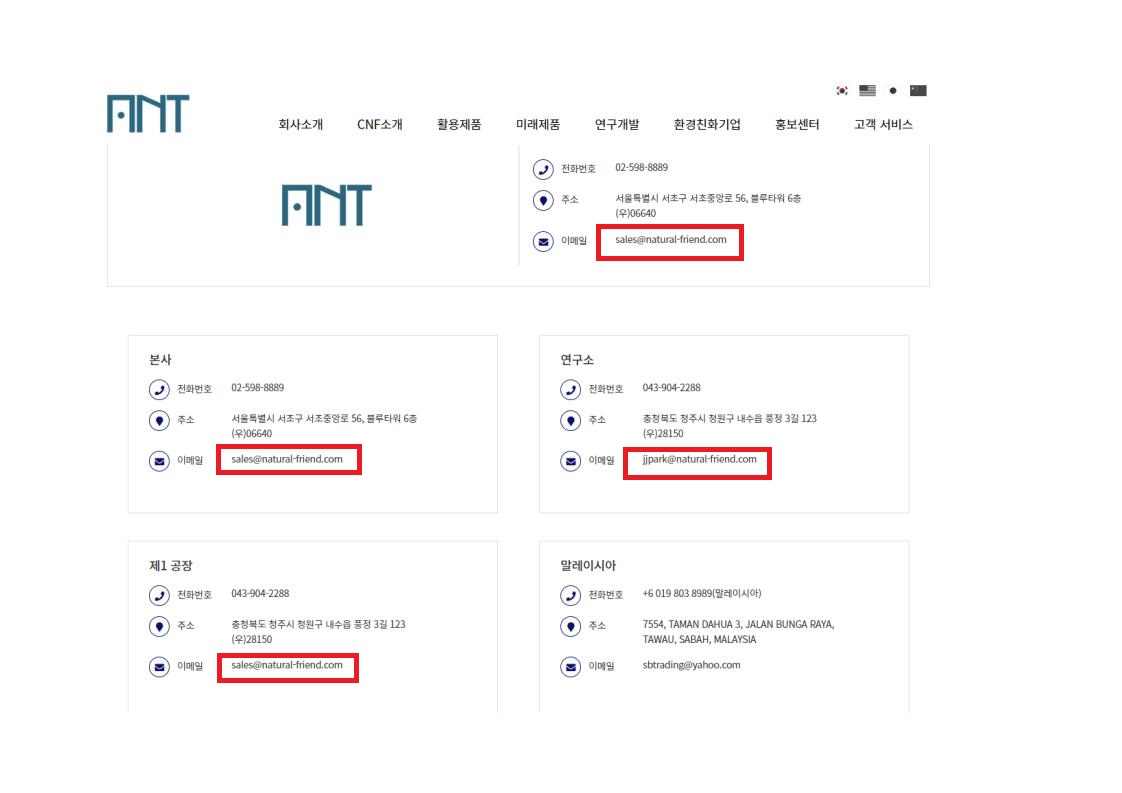 ANT
회사소개 CNF소개 활용제품 미래제품 연구개발 환경친화기업 홍보센터 고객 서비스
ANT
전화번호 02-598-8889
주소 서울특별시 서초구 서초중앙로 56, 블루타워 6층
(우)06640
이메일 sales@natural-friend.com
본사
전화번호 02-598-8889
주소 서울특별시 서초구 서초중앙로 56, 블루타워 6층
(우)06640
이메일 sales@natural-friend.com
연구소
전화번호 043-904-2288
주소 충청북도 청주시 청원구 내수읍 풍정 3길 123
(우)28150
이메일 jjpark@natural-friend.com
제1 공장
전화번호 043-904-2288
주소 충청북도 청주시 청원구 내수읍 풍정 3길 123
(우)28150
이메일 sales@natural-friend.com
말레이시아
전화번호 +6 019 803 8989(말레이시아)
주소 7554, TAMAN DAHUA 3, JALAN BUNGA RAYA,
TAWAU, SABAH, MALAYSIA
이메일 sbtrading@yahoo.com